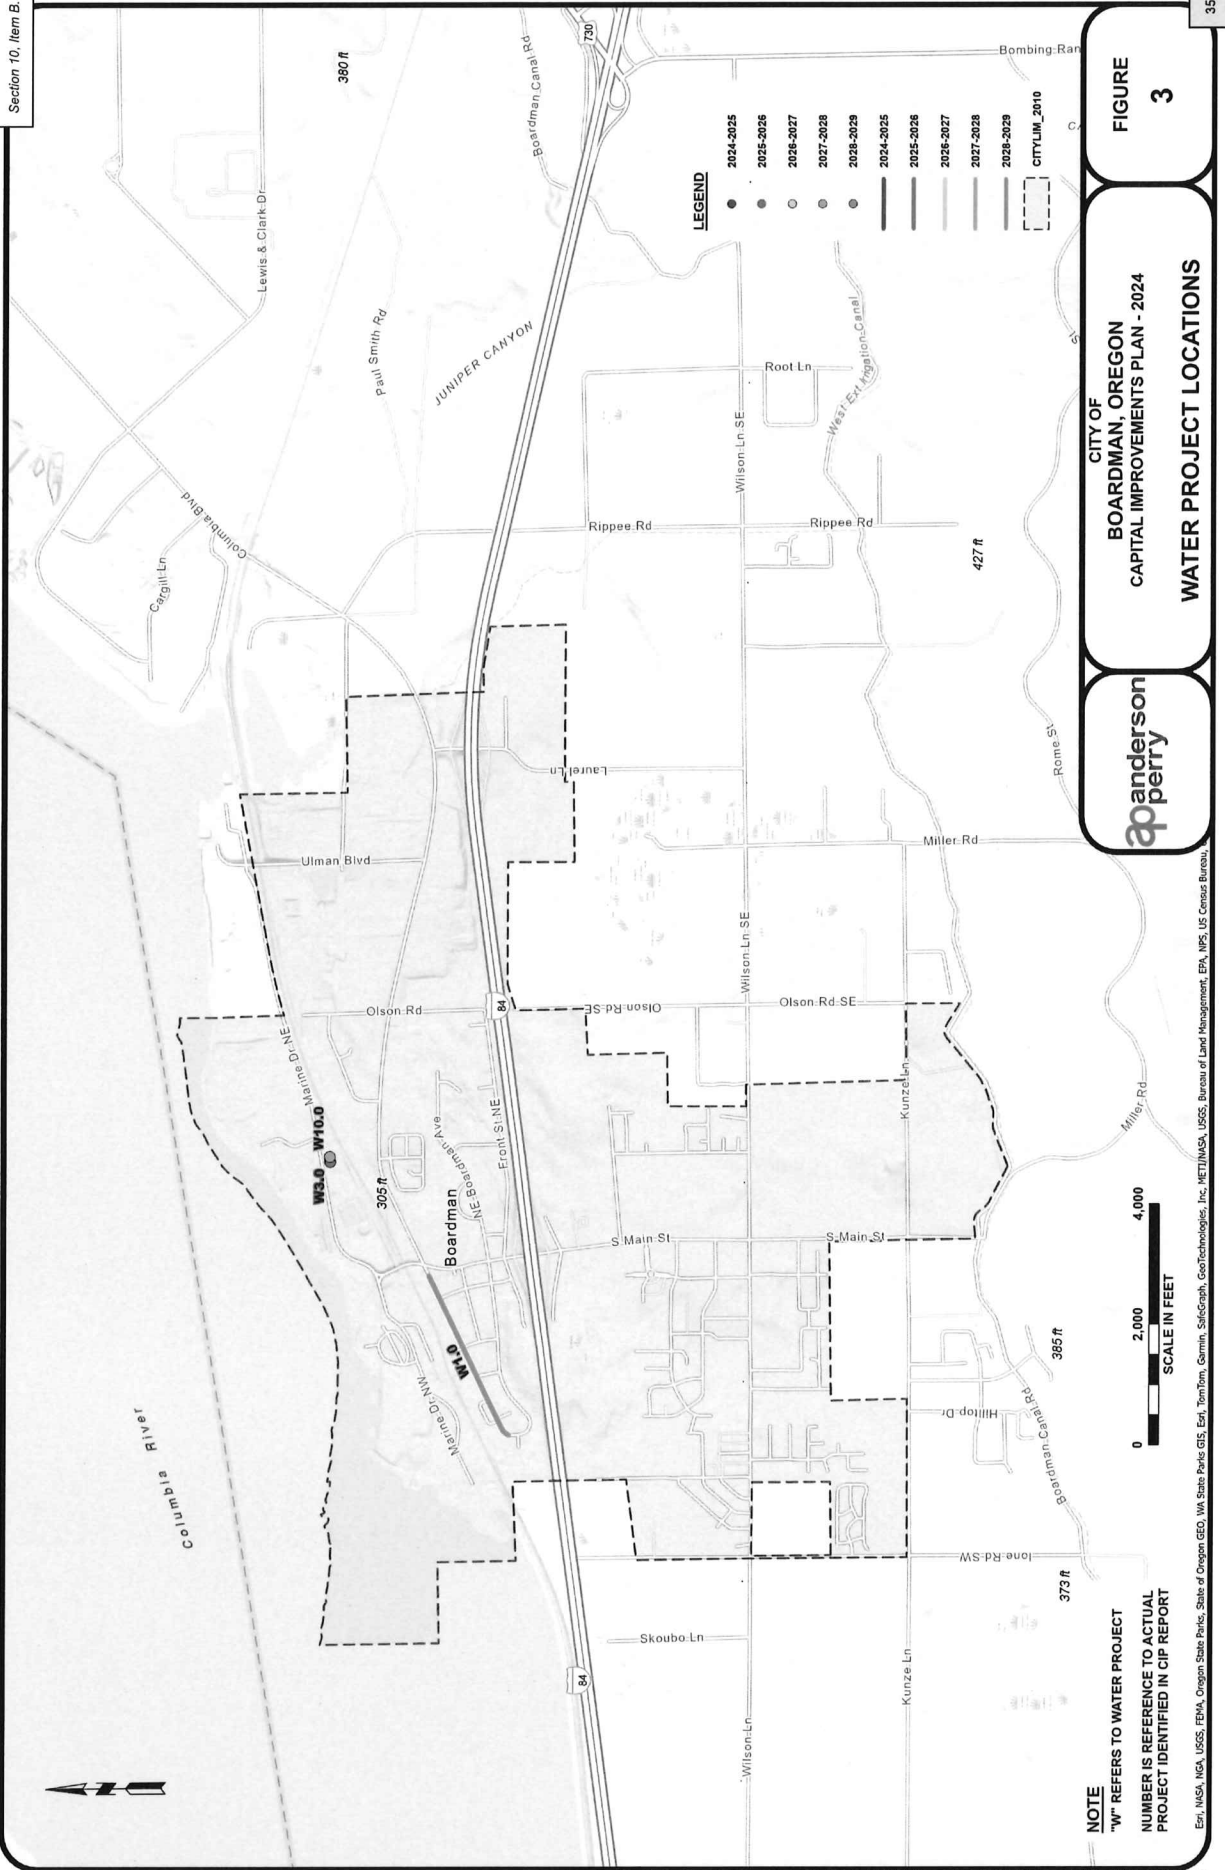 Section 10, Item B.
Columbia River
380 ft
Lewis & Clark Dr
Paul Smith Rd
JUNIPER CANYON
Boardman Canal Rd
730
Columbia Blvd
Cargill Ln
Ulman Blvd
Laurel Ln
Marine Dr NE
Olson Rd
84
Olson Rd SE
Olson Rd SE
W3.0
W10.0
305 ft
Boardman
NE Boardman Ave
Front St NE
W1.0
Marine Dr NW
84
S Main St
S Main St
Skoubo Ln
Wilson Ln
Wilson Ln SE
Wilson Ln SE
Rippee Rd
Rippee Rd
Root Ln
West Ext Irrigation Canal
427 ft
Miller Rd
Miller Rd
Rome St
Kunze Ln
Kunze Ln
Hilltop Dr
Boardman Canal Rd
385 ft
Ione Rd SW
373 ft
Bombing Ran
LEGEND
2024-2025
2025-2026
2026-2027
2027-2028
2028-2029
2024-2025
2025-2026
2026-2027
2027-2028
2028-2029
CITYLIM_2010
NOTE
"W" REFERS TO WATER PROJECT
NUMBER IS REFERENCE TO ACTUAL
PROJECT IDENTIFIED IN CIP REPORT
0 2,000 4,000
SCALE IN FEET
Esri, NASA, NGA, USGS, FEMA, Oregon State Parks, State of Oregon GEO, WA State Parks GIS, Esri, TomTom, Garmin, SafeGraph, GeoTechnologies, Inc, METI/NASA, USGS, Bureau of Land Management, EPA, NPS, US Census Bureau,
ap anderson
perry
CITY OF
BOARDMAN, OREGON
CAPITAL IMPROVEMENTS PLAN - 2024
WATER PROJECT LOCATIONS
FIGURE
3
35